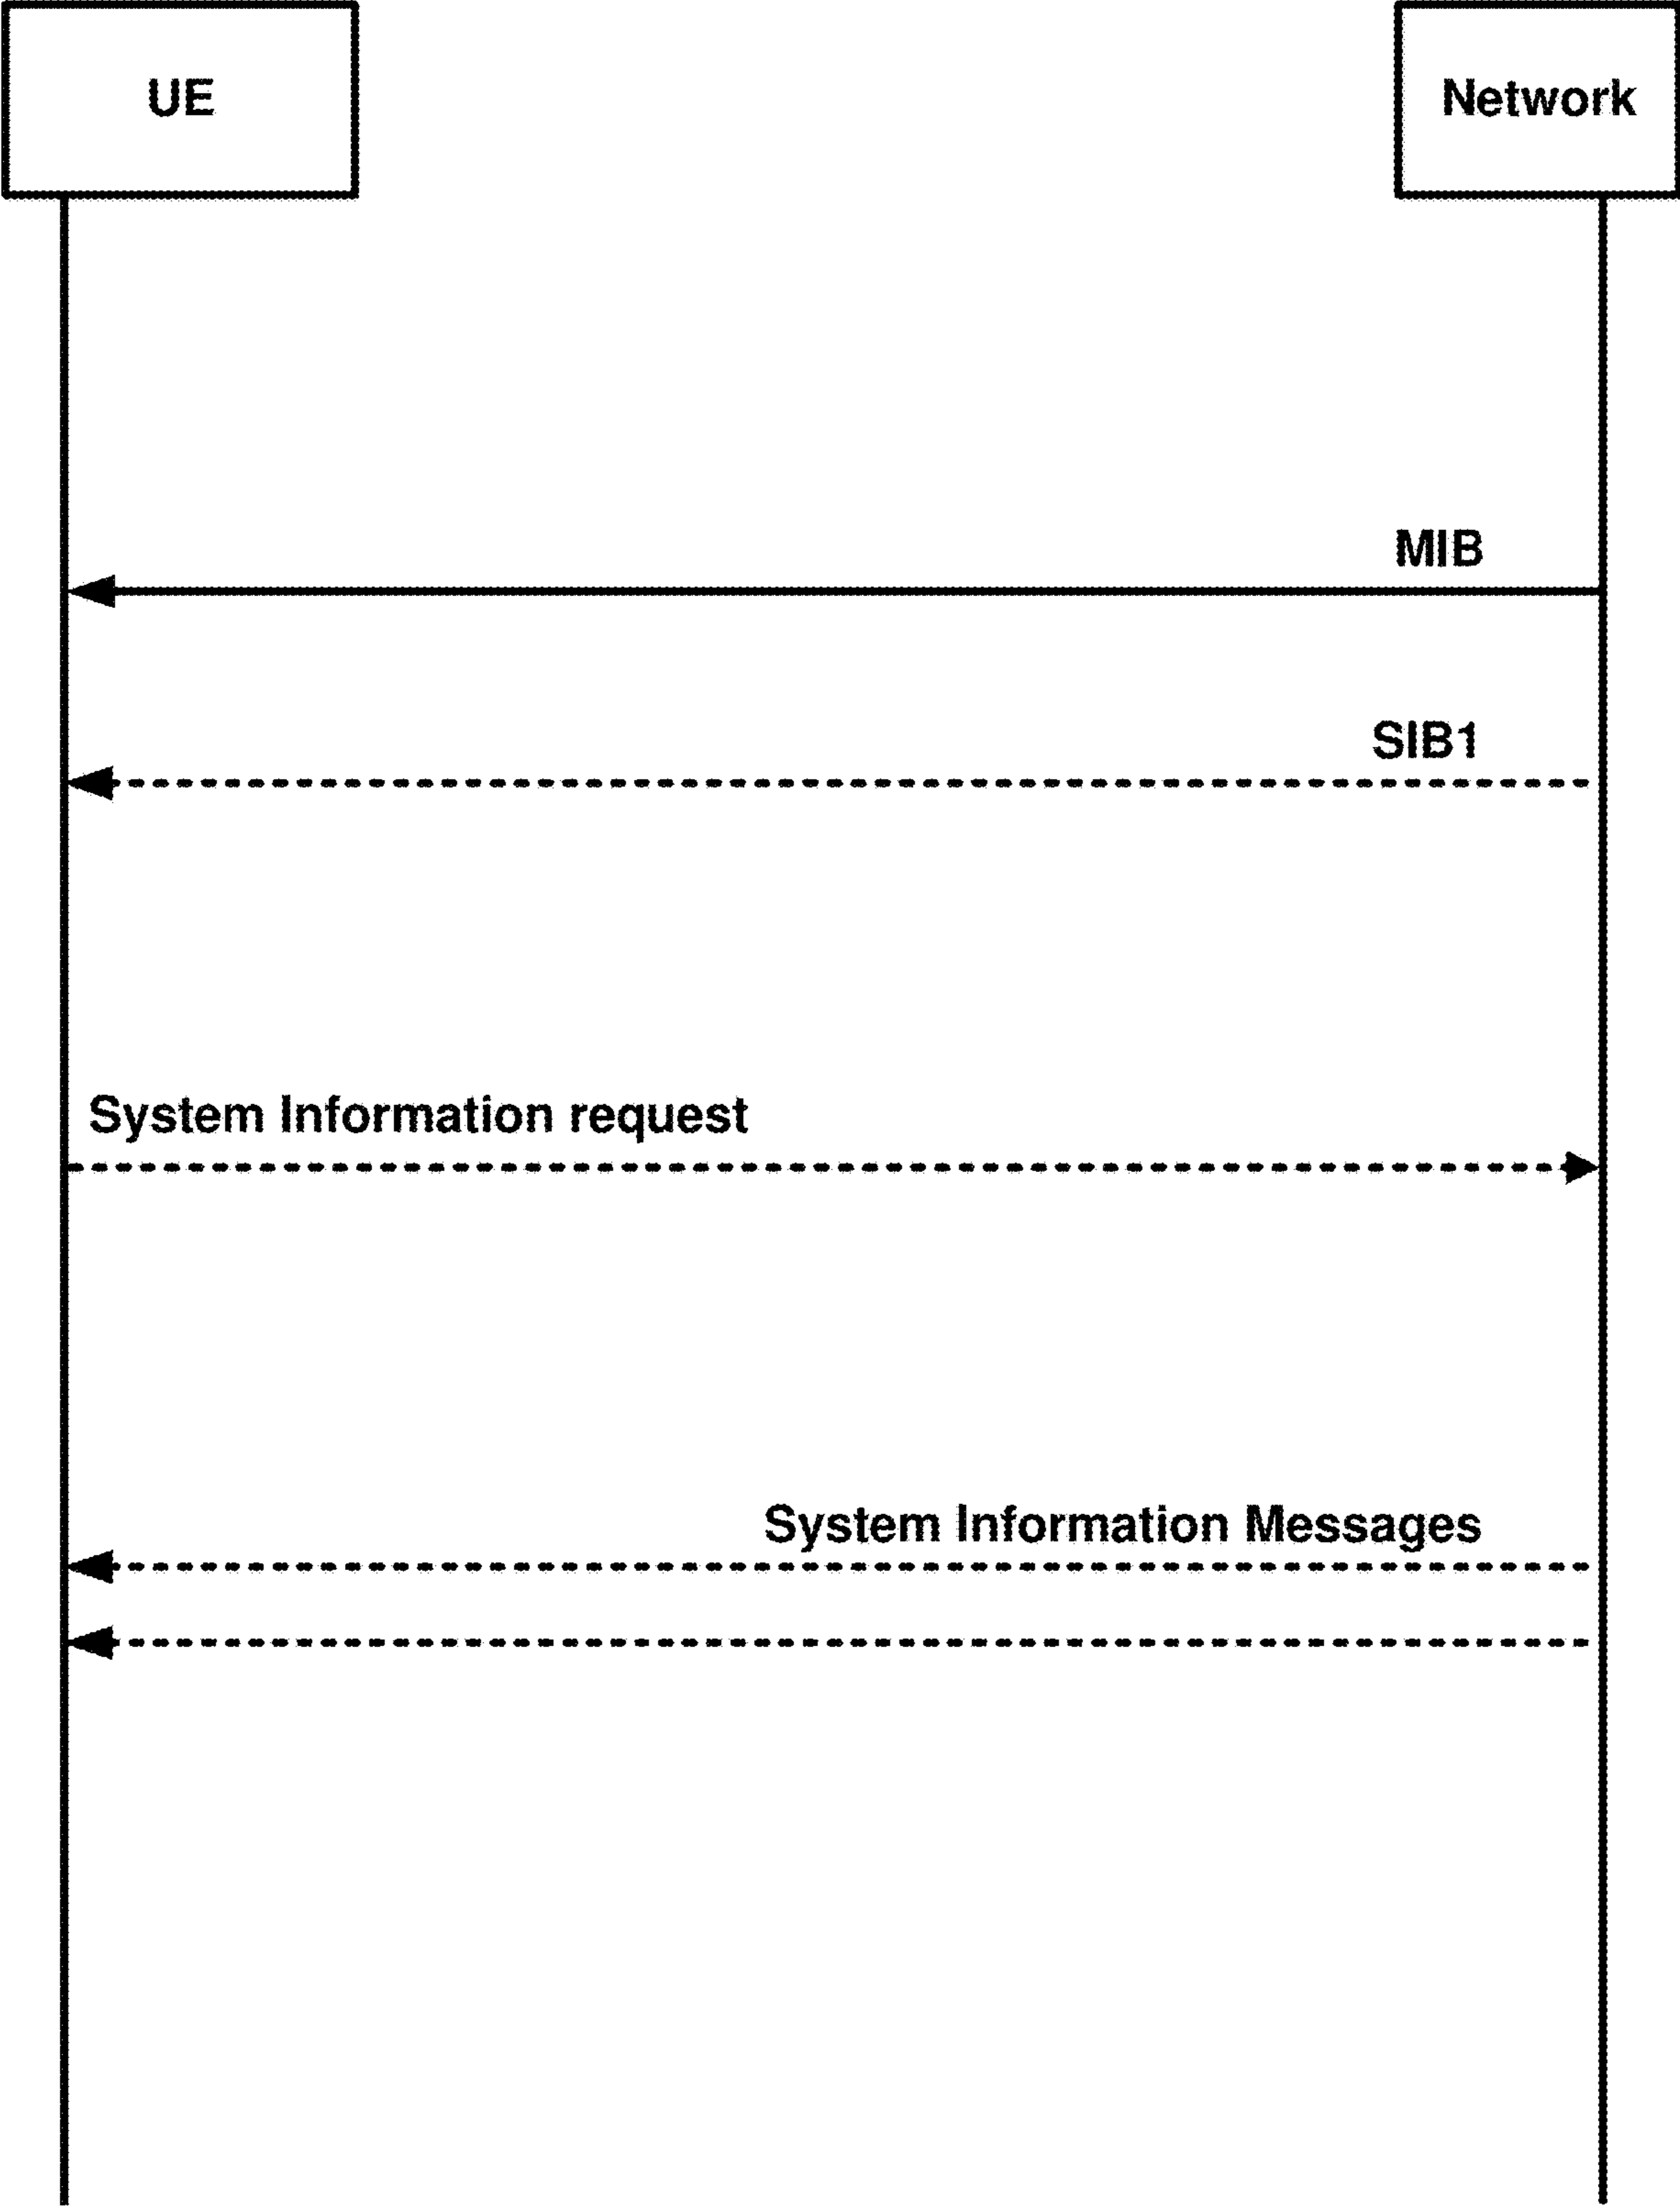 UE
Network
MIB
SIB1
System Information request
System Information Messages